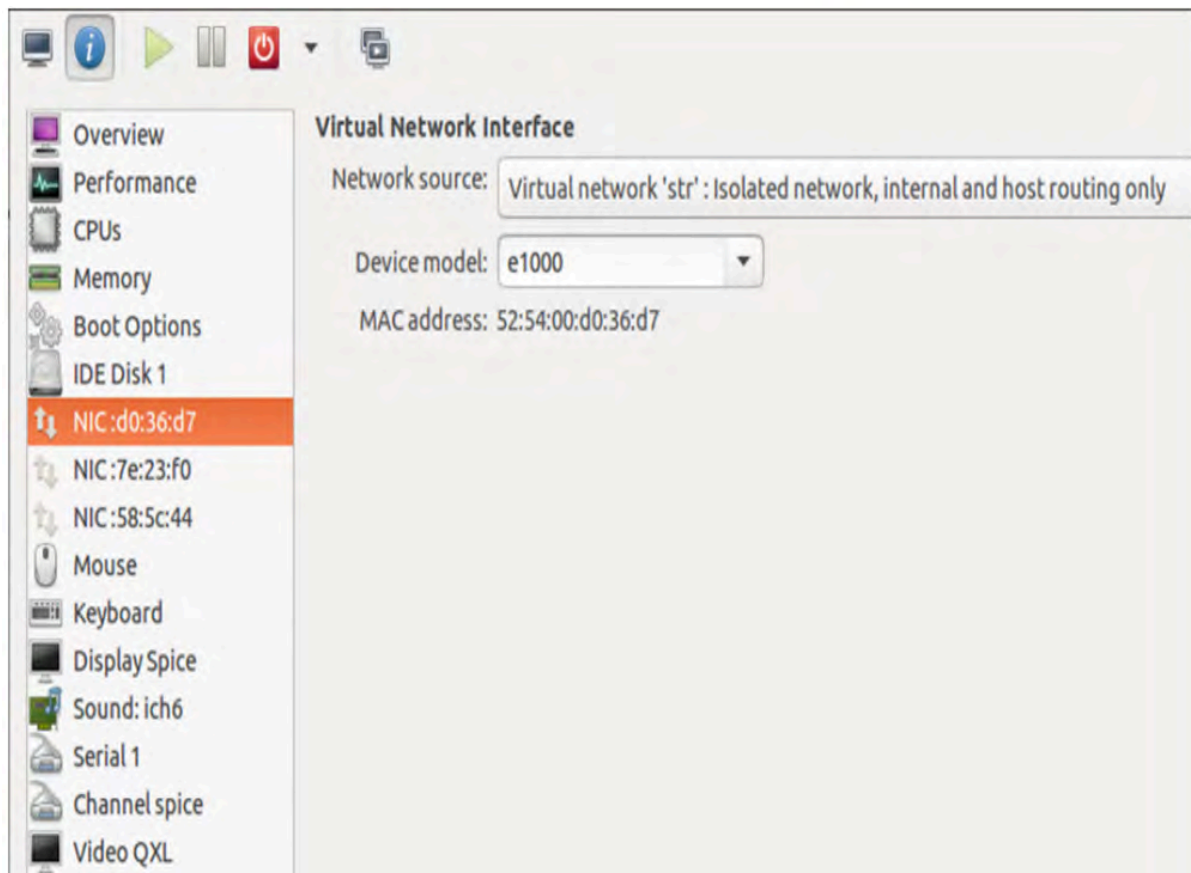 Overview
Performance
CPUs
Memory
Boot Options
IDE Disk 1
NIC :d0:36:d7
NIC :7e:23:f0
NIC :58:5c:44
Mouse
Keyboard
Display Spice
Sound: ich6
Serial 1
Channel spice
Video QXL
Virtual Network Interface
Network source: Virtual network 'str' : Isolated network, internal and host routing only
Device model: e1000
MAC address: 52:54:00:d0:36:d7